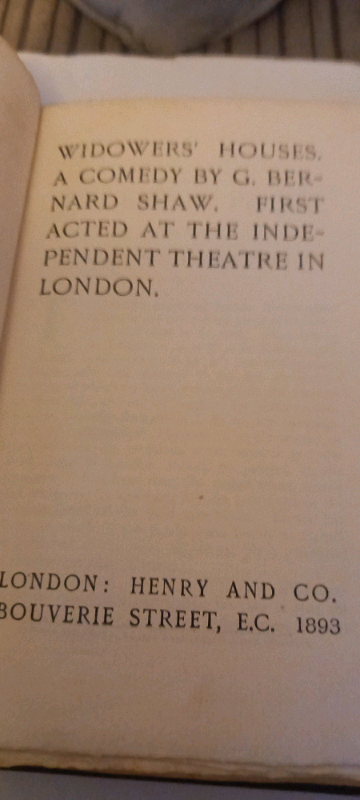 WIDOWERS' HOUSES.
A COMEDY BY G. BER-
NARD SHAW. FIRST
ACTED AT THE INDE-
PENDENT THEATRE IN
LONDON.
LONDON: HENRY AND CO.
BOUVERIE STREET, E.C. 1893